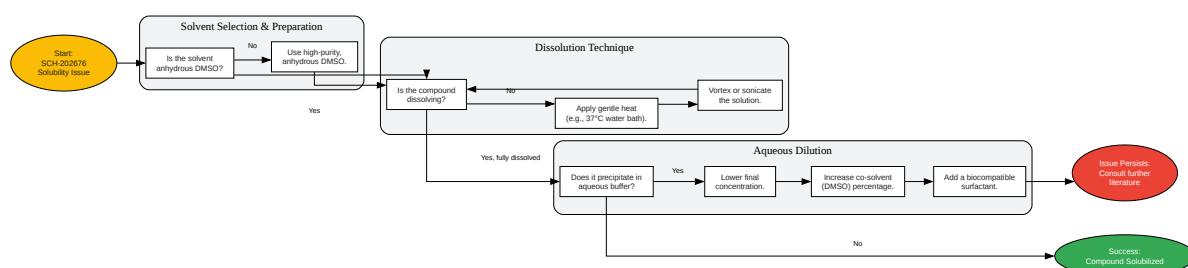 Solvent Selection & Preparation
Start:
SCH-202676
Solubility Issue
Is the solvent
anhydrous DMSO?
No
Use high-purity,
anhydrous DMSO.
Yes
Dissolution Technique
Is the compound
dissolving?
No
Apply gentle heat
(e.g., 37°C water bath).
Vortex or sonicate
the solution.
Yes, fully dissolved
Aqueous Dilution
Does it precipitate in
aqueous buffer?
Yes
Lower final
concentration.
Increase co-solvent
(DMSO) percentage.
Add a biocompatible
surfactant.
Issue Persists:
Consult further
literature
No
Success:
Compound Solubilized